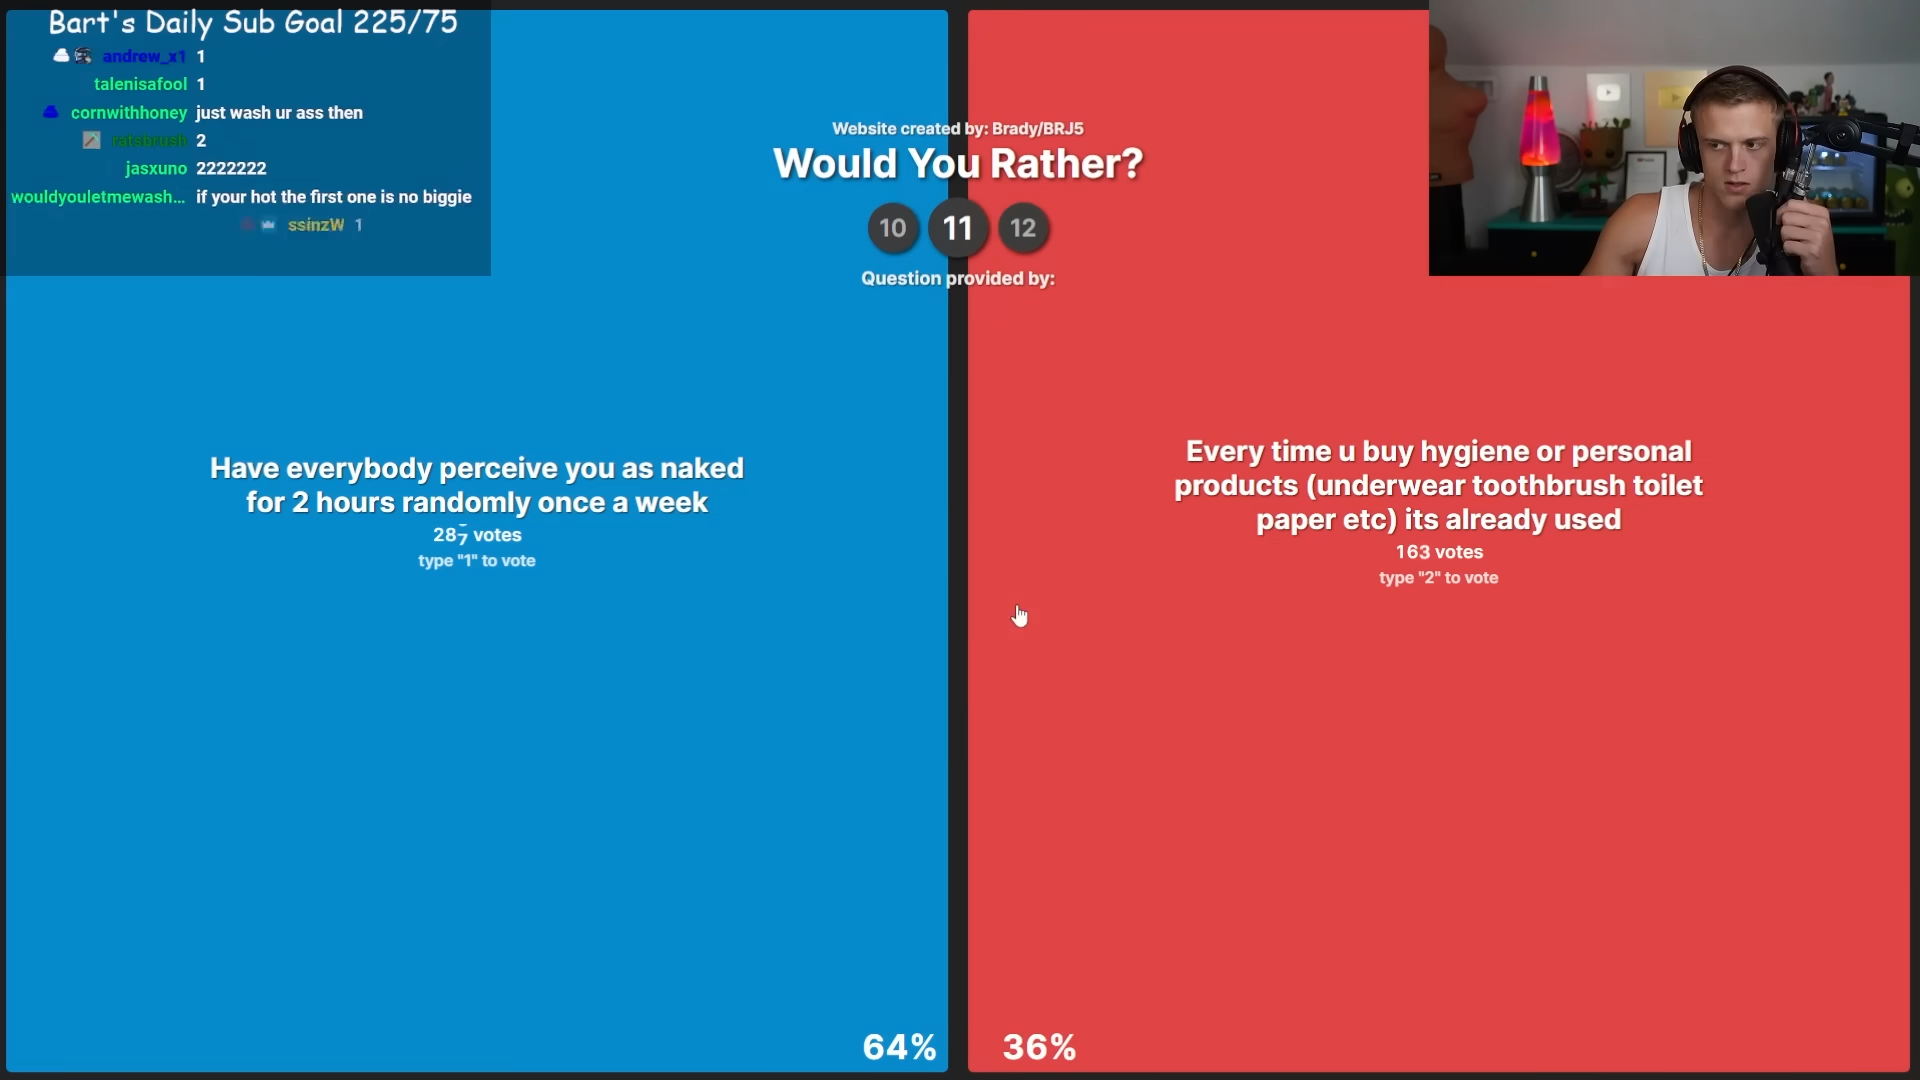 Bart's Daily Sub Goal 225/75
andrew_x1 1
talenisafool 1
cornwithhoney just wash ur ass then
ratsbrush 2
jasxuno 2222222
wouldyouletmewash... if your hot the first one is no biggie
ssinzW 1
Website created by: Brady/BRJ5
Would You Rather?
10 11 12
Question provided by:
Have everybody perceive you as naked
for 2 hours randomly once a week
287 votes
type "1" to vote
64%
Every time u buy hygiene or personal
products (underwear toothbrush toilet
paper etc) its already used
163 votes
type "2" to vote
36%